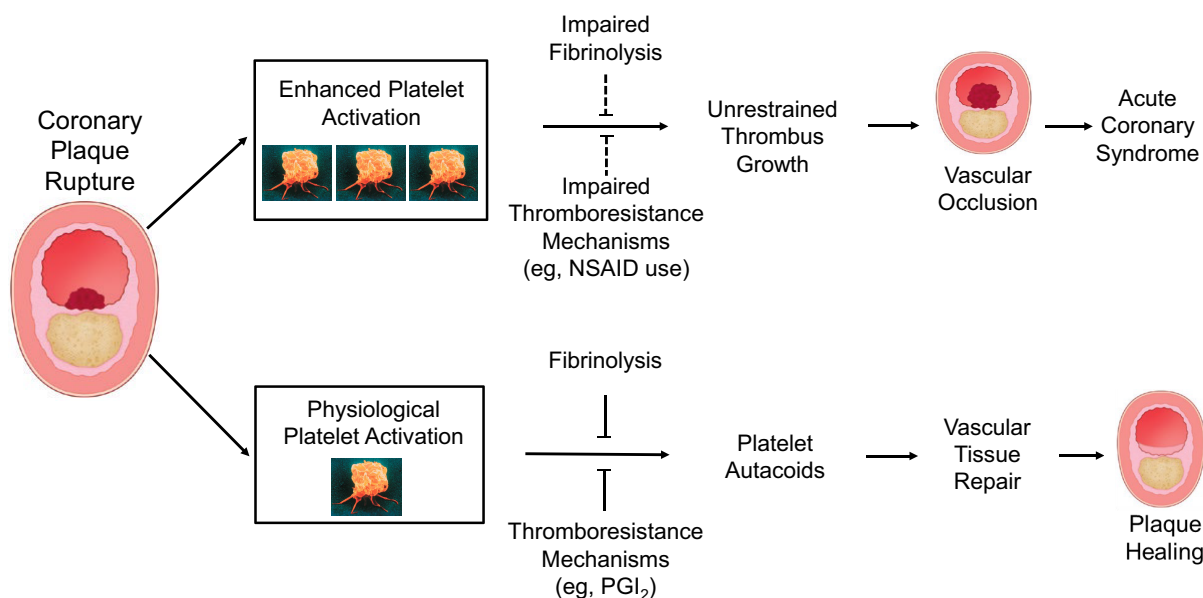 Coronary
Plaque
Rupture
Enhanced Platelet
Activation
Impaired
Fibrinolysis
Impaired
Thromboresistance
Mechanisms
(eg, NSAID use)
Unrestrained
Thrombus
Growth
Vascular
Occlusion
Acute
Coronary
Syndrome
Physiological
Platelet Activation
Fibrinolysis
Thromboresistance
Mechanisms
(eg, PGI₂)
Platelet
Autacoids
Vascular
Tissue
Repair
Plaque
Healing